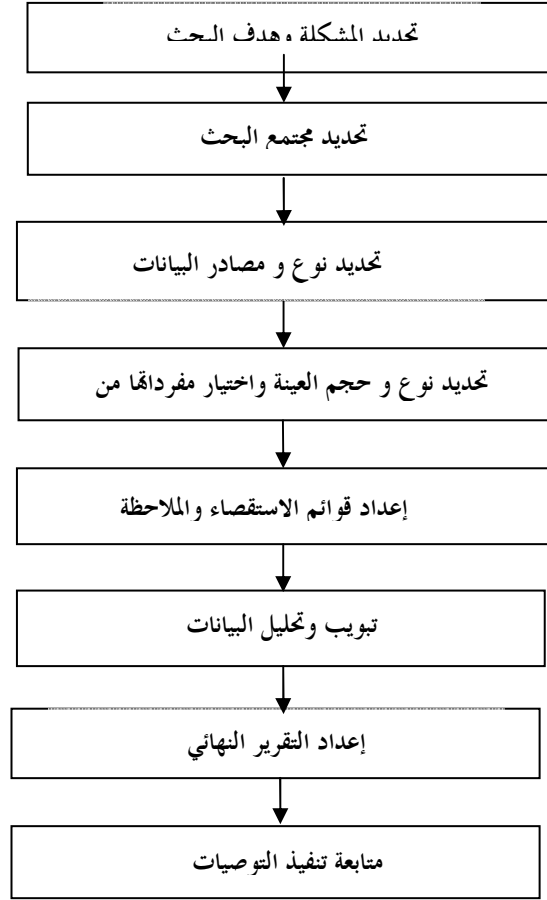 تحديد المشكلة وهدف البحث
تحديد مجتمع البحث
تحديد نوع و مصادر البيانات
تحديد نوع و حجم العينة واختيار مفرداتها من
إعداد قوائم الاستقصاء والملاحظة
تبويب وتحليل البيانات
إعداد التقرير النهائي
متابعة تنفيذ التوصيات